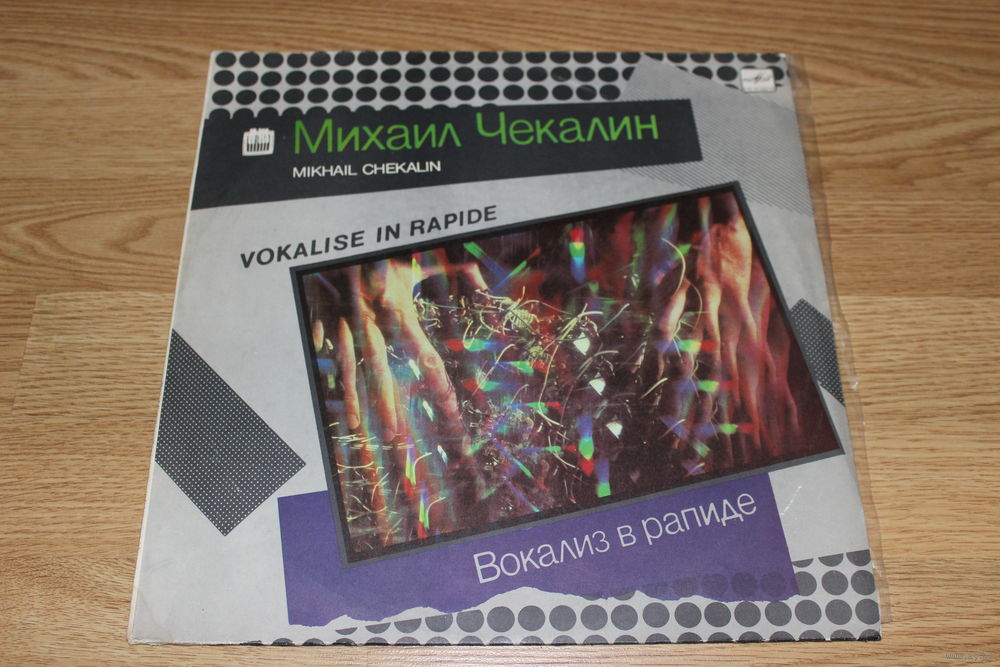 Михаил Чекалин
MIKHAIL CHEKALIN
VOKALISE IN RAPIDE
Вокализ в рапиде